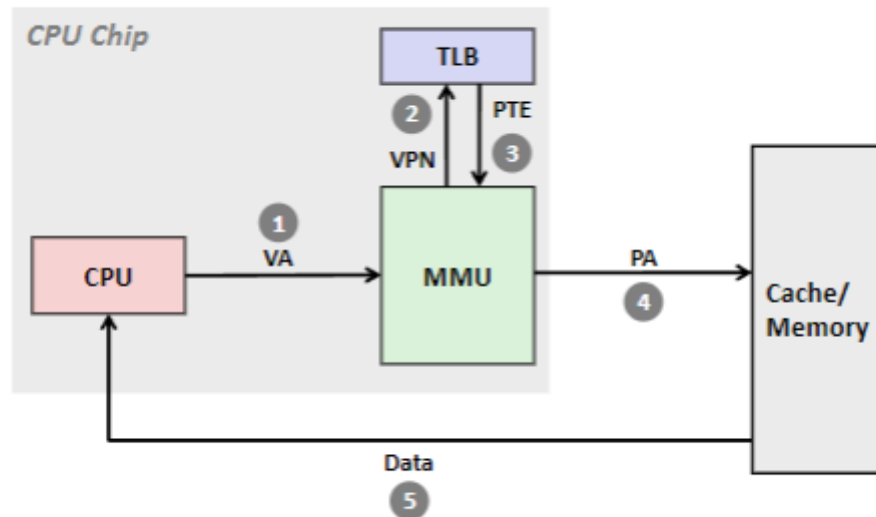 CPU Chip
TLB
2
PTE
VPN
3
1
VA
CPU
MMU
PA
4
Cache/
Memory
Data
5